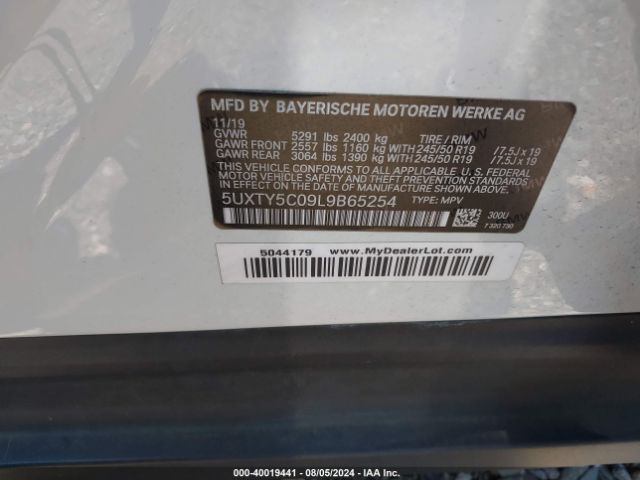 MFD BY BAYERISCHE MOTOREN WERKE AG
11/19
GVWR 5291 lbs 2400 kg TIRE / RIM
GAWR FRONT 2557 lbs 1160 kg WITH 245/50 R19 /7.5J x 19
GAWR REAR 3064 lbs 1390 kg WITH 245/50 R19 /7.5J x 19
THIS VEHICLE CONFORMS TO ALL APPLICABLE U. S. FEDERAL
MOTOR VEHICLE SAFETY, BUMPER, AND THEFT PREVENTION STANDARDS
IN EFFECT ON THE DATE OF MANUFACTURE SHOWN ABOVE.
5UXTY5C09L9B65254 TYPE: MPV
300U
7 320 730
5044179 www.MyDealerLot.com
000-40019441 - 08/05/2024 - IAA Inc.